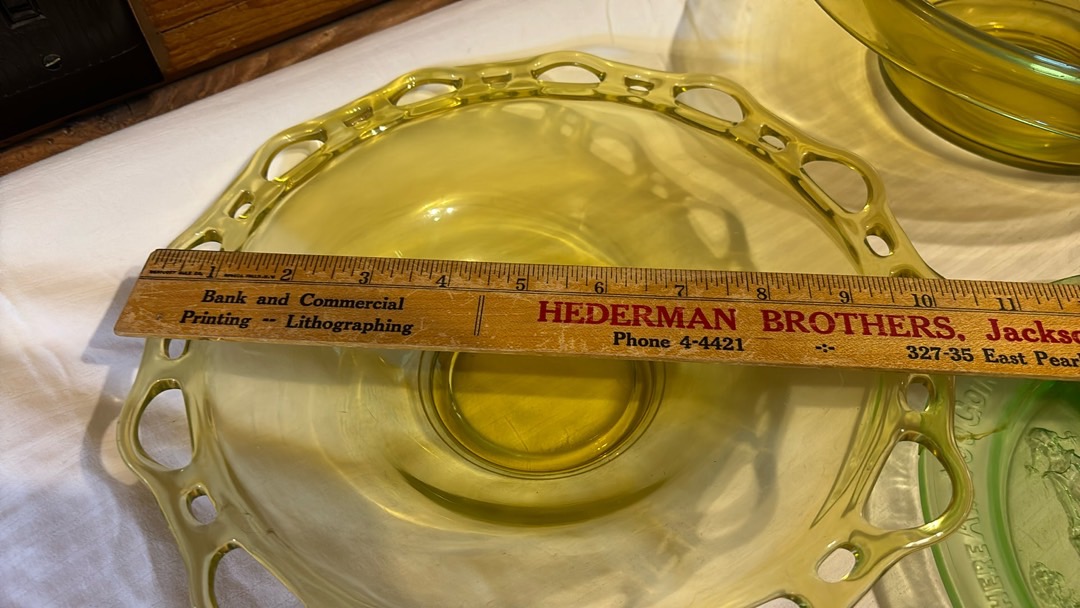 1 2 3 4 5 6 7 8 9 10 11
Bank and Commercial
Printing -- Lithographing
HEDERMAN BROTHERS, Jackso
Phone 4-4421 -:- 327-35 East Pearl